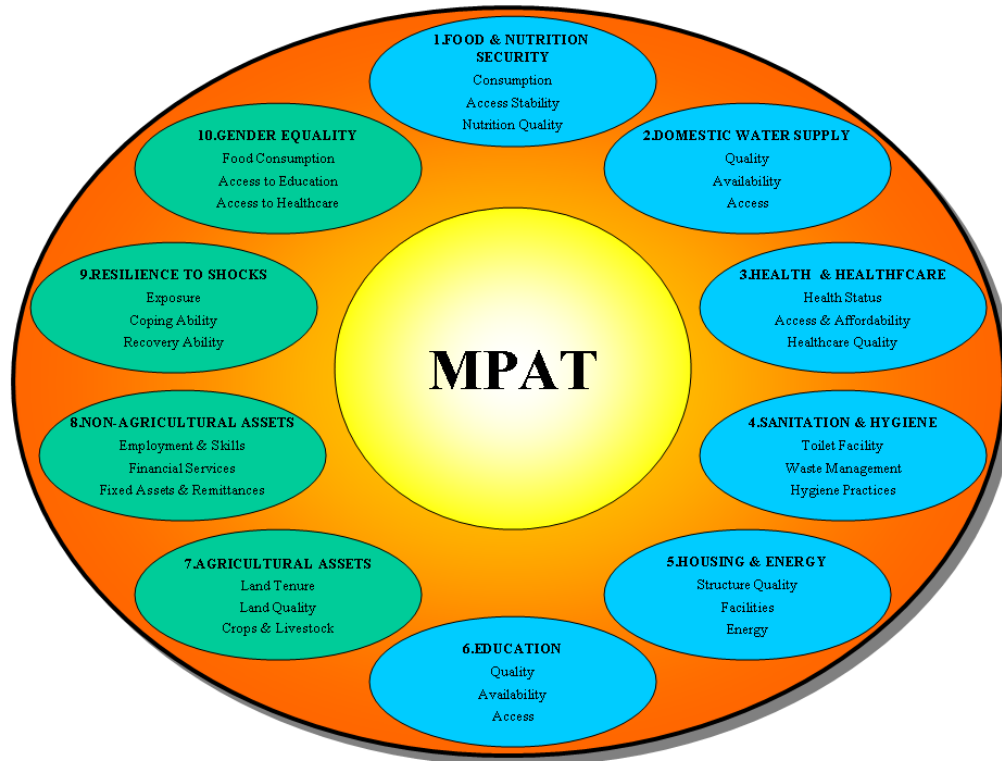 1.FOOD & NUTRITION
SECURITY
Consumption
Access Stability
Nutrition Quality
2.DOMESTIC WATER SUPPLY
Quality
Availability
Access
3.HEALTH & HEALTHFCARE
Health Status
Access & Affordability
Healthcare Quality
4.SANITATION & HYGIENE
Toilet Facility
Waste Management
Hygiene Practices
5.HOUSING & ENERGY
Structure Quality
Facilities
Energy
6.EDUCATION
Quality
Availability
Access
7.AGRICULTURAL ASSETS
Land Tenure
Land Quality
Crops & Livestock
8.NON-AGRICULTURAL ASSETS
Employment & Skills
Financial Services
Fixed Assets & Remittances
9.RESILIENCE TO SHOCKS
Exposure
Coping Ability
Recovery Ability
10.GENDER EQUALITY
Food Consumption
Access to Education
Access to Healthcare
MPAT